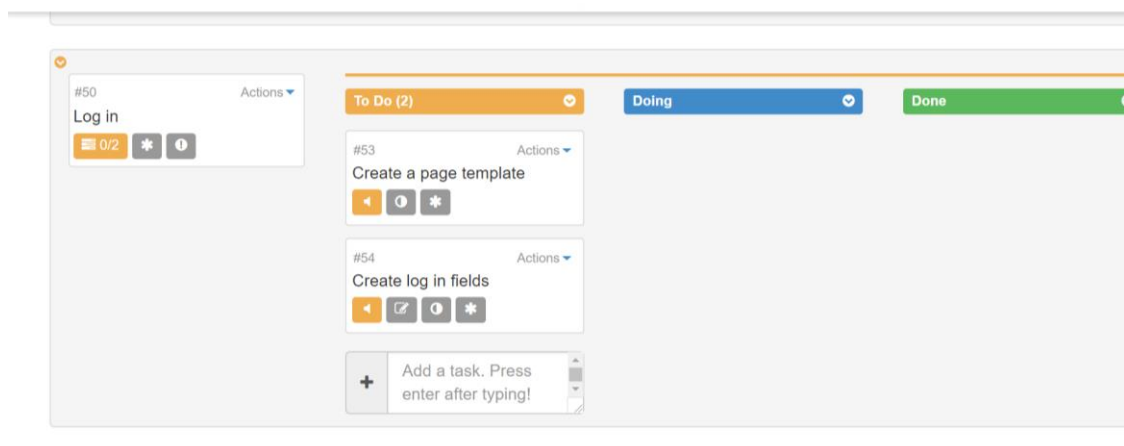 #50 Actions
Log in
0/2
To Do (2)
#53 Actions
Create a page template
#54 Actions
Create log in fields
Add a task. Press
enter after typing!
Doing
Done